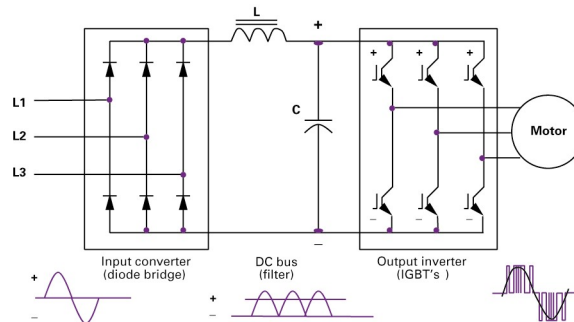 L
+
+ + +
C
L1
L2
L3
Motor
– – –
–
Input converter
(diode bridge)
DC bus
(filter)
Output inverter
(IGBT's )
+
–
+
–